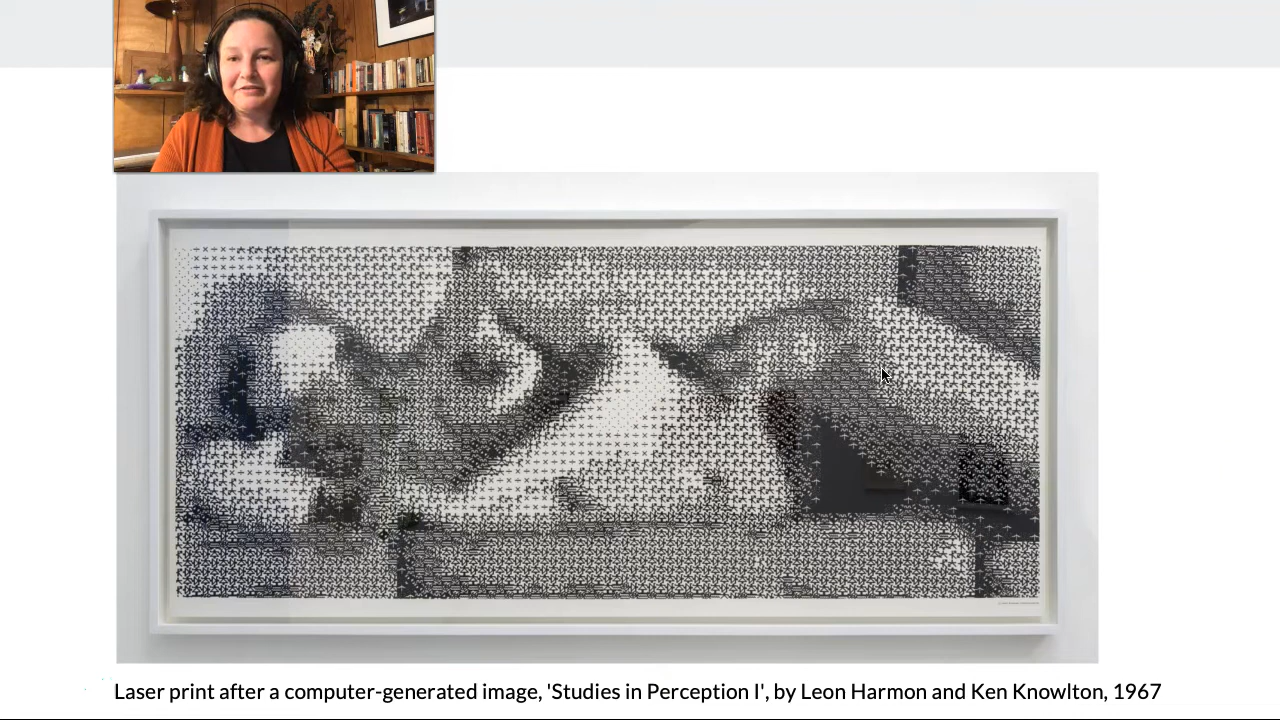 Laser print after a computer-generated image, 'Studies in Perception I', by Leon Harmon and Ken Knowlton, 1967